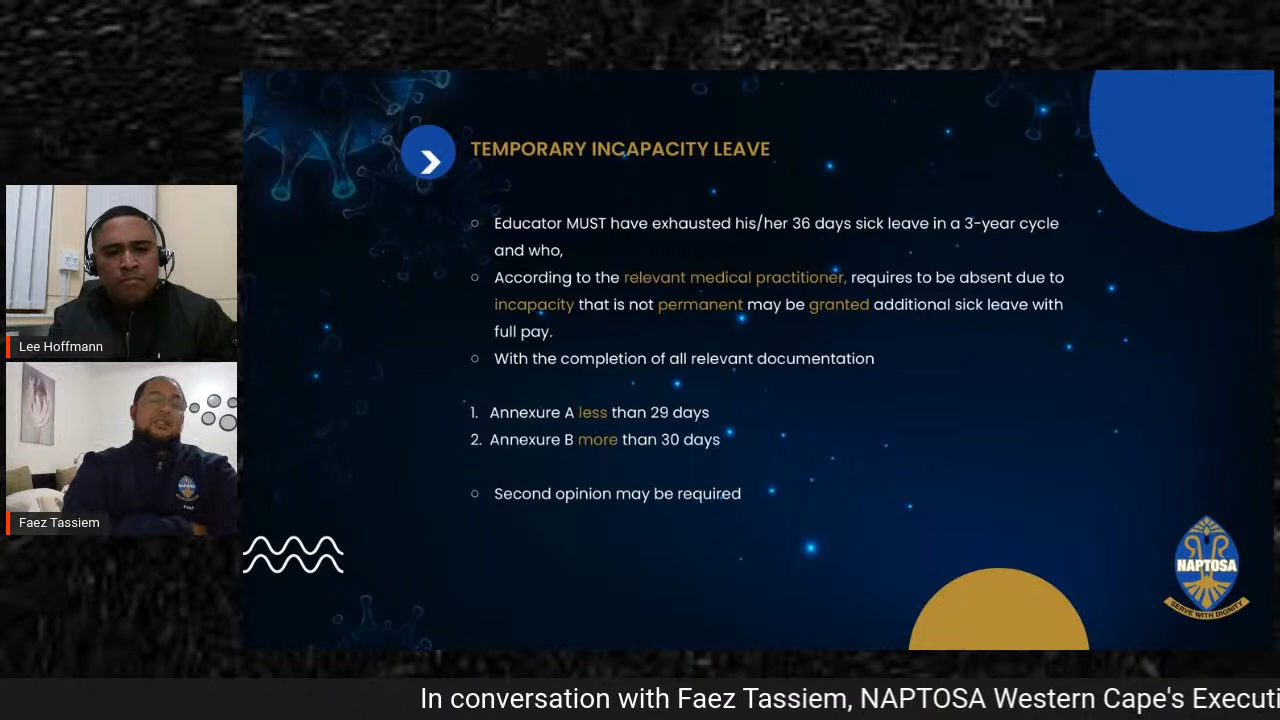 TEMPORARY INCAPACITY LEAVE
Educator MUST have exhausted his/her 36 days sick leave in a 3-year cycle
and who,
According to the relevant medical practitioner, requires to be absent due to
incapacity that is not permanent may be granted additional sick leave with
full pay.
With the completion of all relevant documentation
1. Annexure A less than 29 days
2. Annexure B more than 30 days
Second opinion may be required
Lee Hoffmann
Faez Tassiem
NAPTOSA
SERVE WITH DIGNITY
In conversation with Faez Tassiem, NAPTOSA Western Cape's Executi